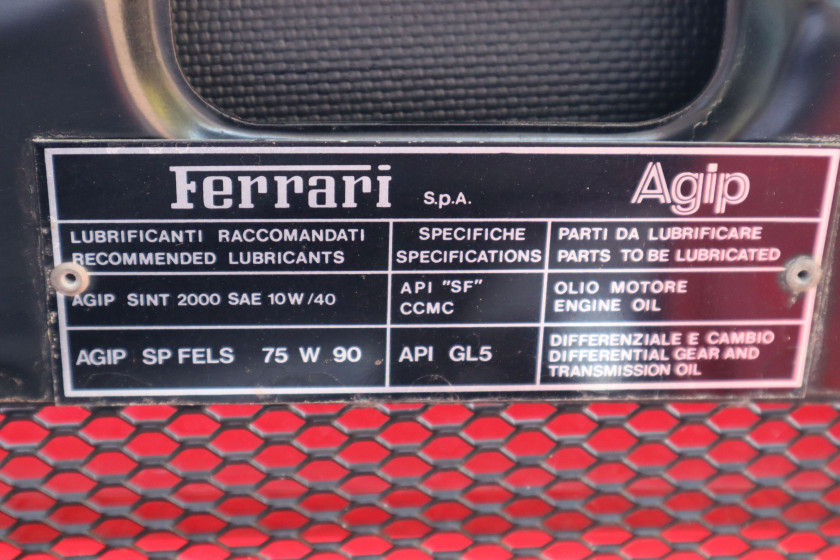 Ferrari S.p.A. Agip
LUBRIFICANTI RACCOMANDATI
RECOMMENDED LUBRICANTS
SPECIFICHE
SPECIFICATIONS
PARTI DA LUBRIFICARE
PARTS TO BE LUBRICATED
AGIP SINT 2000 SAE 10W/40
API "SF"
CCMC
OLIO MOTORE
ENGINE OIL
AGIP SP FELS 75 W 90
API GL5
DIFFERENZIALE E CAMBIO
DIFFERENTIAL GEAR AND
TRANSMISSION OIL